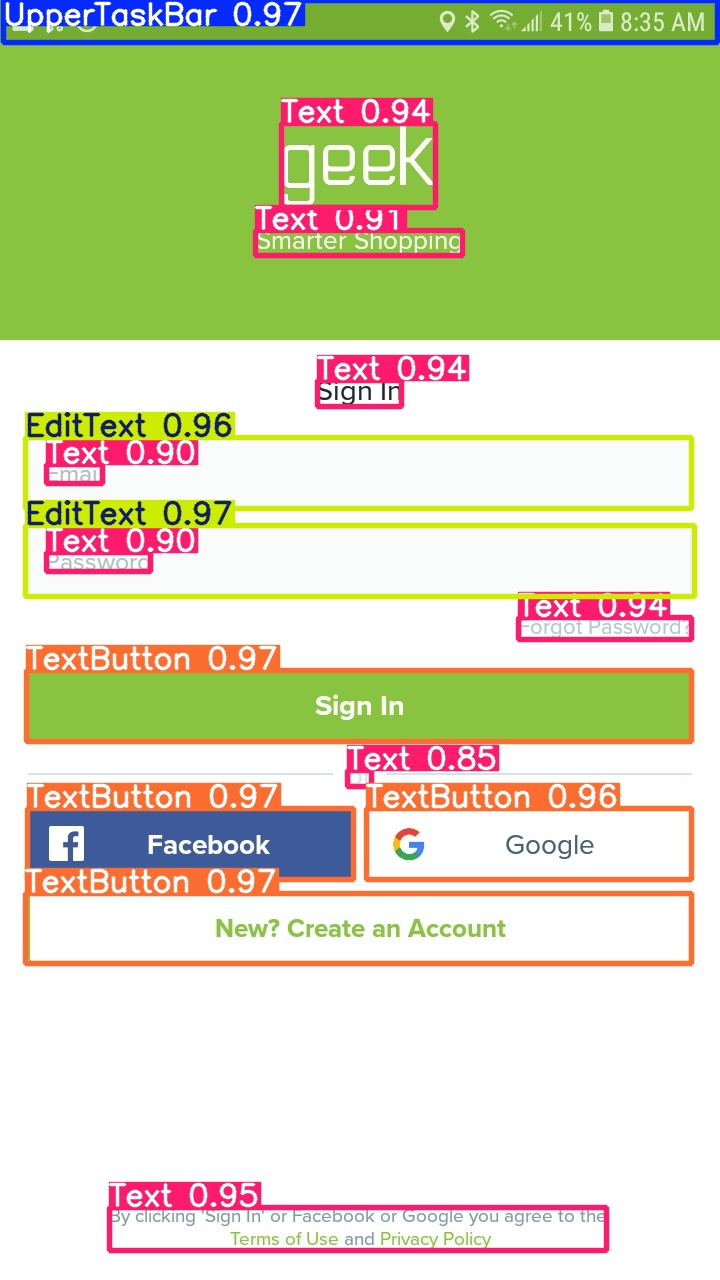 UpperTaskBar 0.97
41% 8:35 AM
Text 0.94
geek
Text 0.91
Smarter Shopping
Text 0.94
Sign In
EditText 0.96
Text 0.90
Email
EditText 0.97
Text 0.90
Password
Text 0.94
Forgot Password?
TextButton 0.97
Sign In
Text 0.85
TextButton 0.97
TextButton 0.96
Facebook
Google
TextButton 0.97
New? Create an Account
Text 0.95
By clicking 'Sign In' or Facebook or Google you agree to the
Terms of Use and Privacy Policy